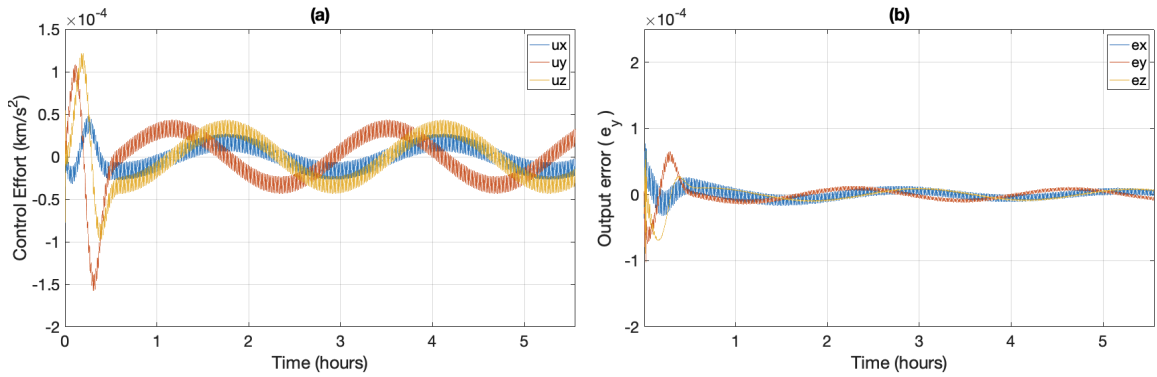 (a)
×10⁻⁴
1.5
1
0.5
0
-0.5
-1
-1.5
-2
Control Effort (km/s²)
0 1 2 3 4 5
Time (hours)
ux
uy
uz
(b)
×10⁻⁴
2
1
0
-1
-2
Output error ( e_y )
1 2 3 4 5
Time (hours)
ex
ey
ez